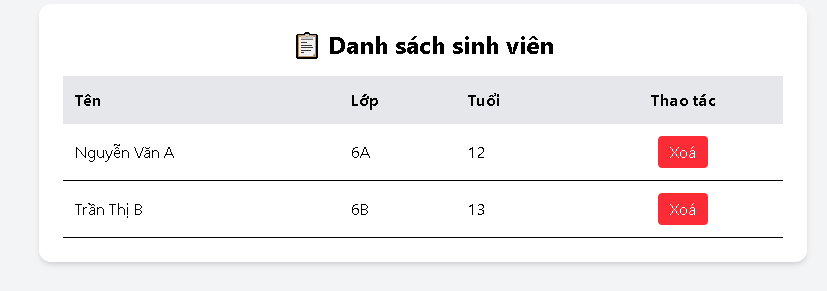 📋 Danh sách sinh viên
Tên Lớp Tuổi Thao tác
Nguyễn Văn A 6A 12 Xoá
Trần Thị B 6B 13 Xoá